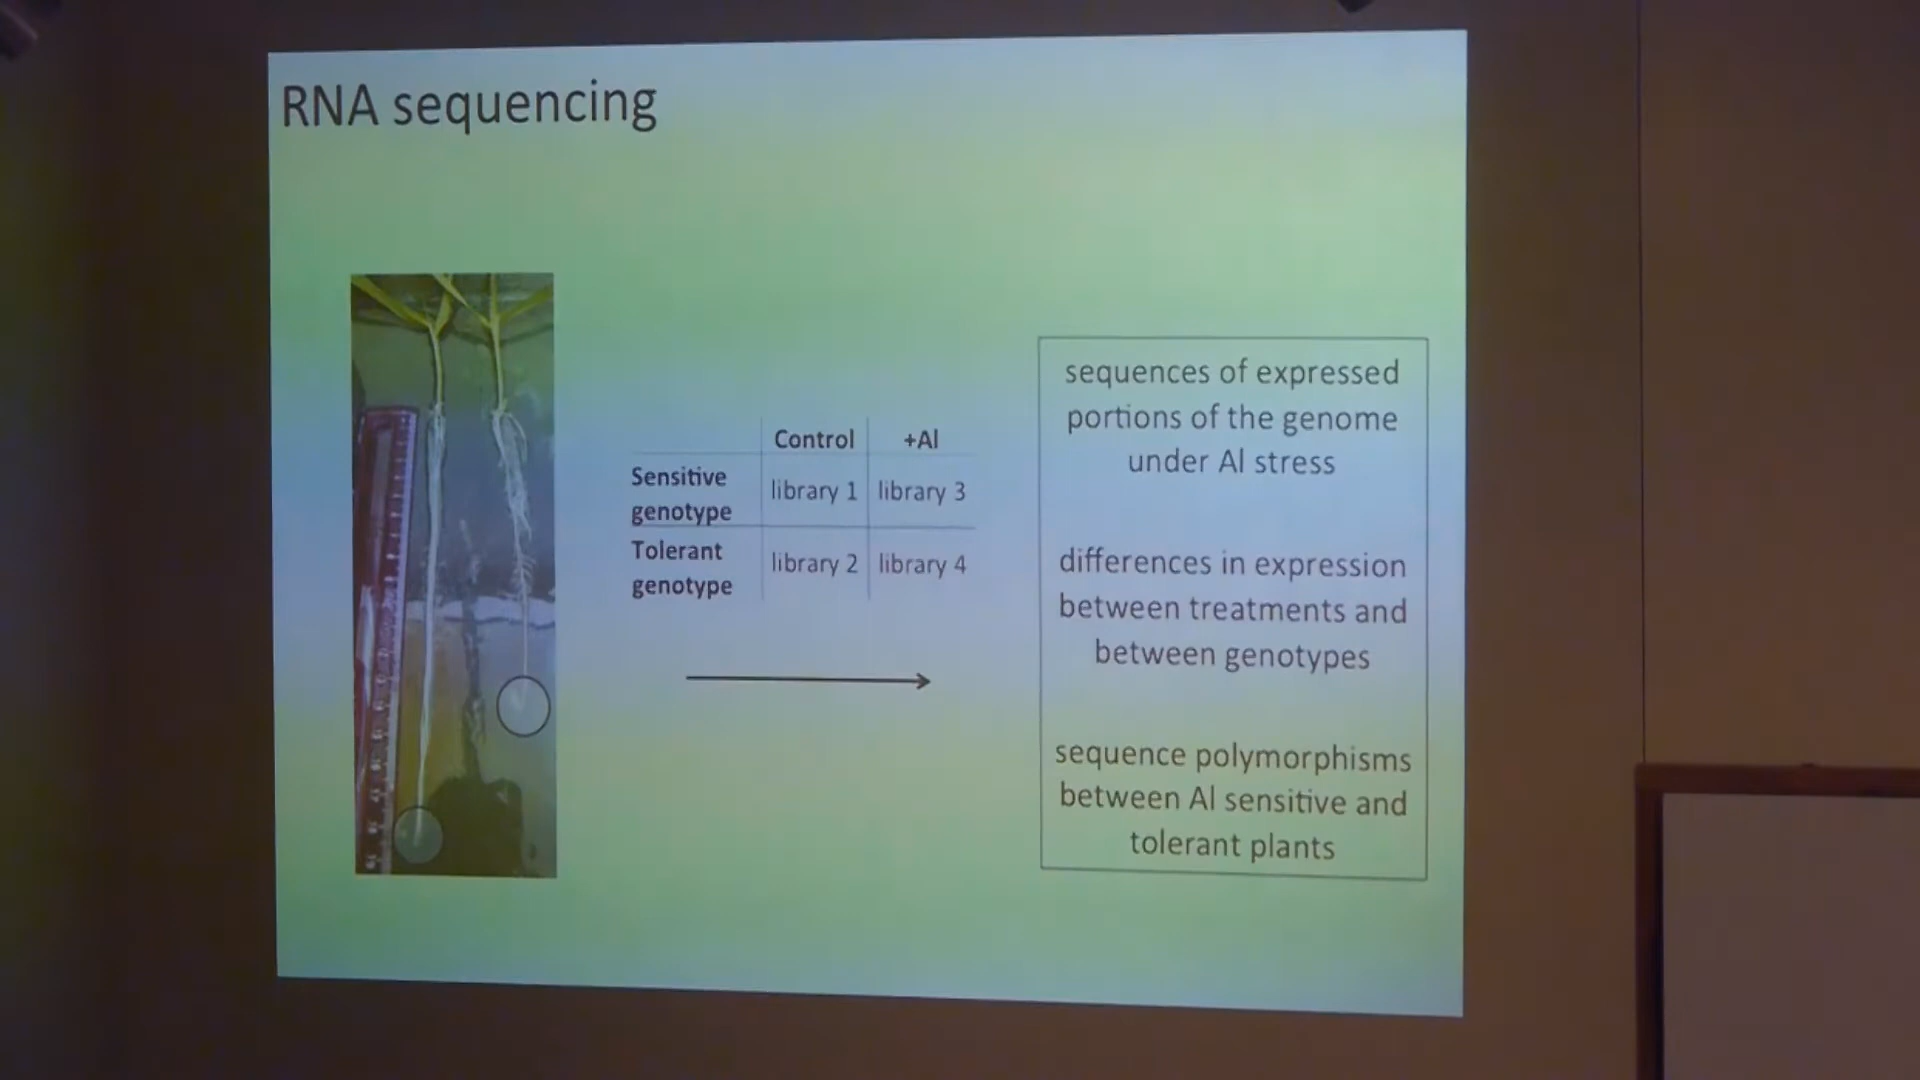 RNA sequencing
Control +Al
Sensitive
genotype
library 1 library 3
Tolerant
genotype
library 2 library 4
sequences of expressed
portions of the genome
under Al stress
differences in expression
between treatments and
between genotypes
sequence polymorphisms
between Al sensitive and
tolerant plants